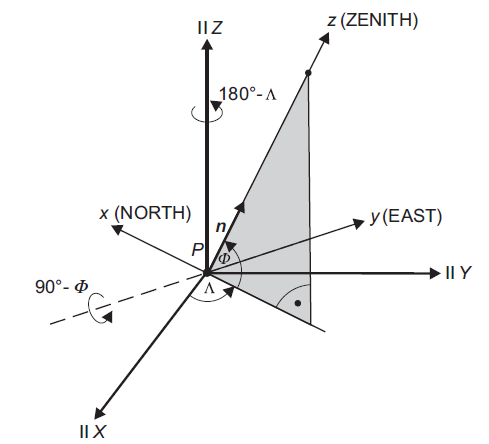 II Z
z (ZENITH)
180°- Λ
x (NORTH)
n
y (EAST)
P
Φ
II Y
90°- Φ
Λ
II X